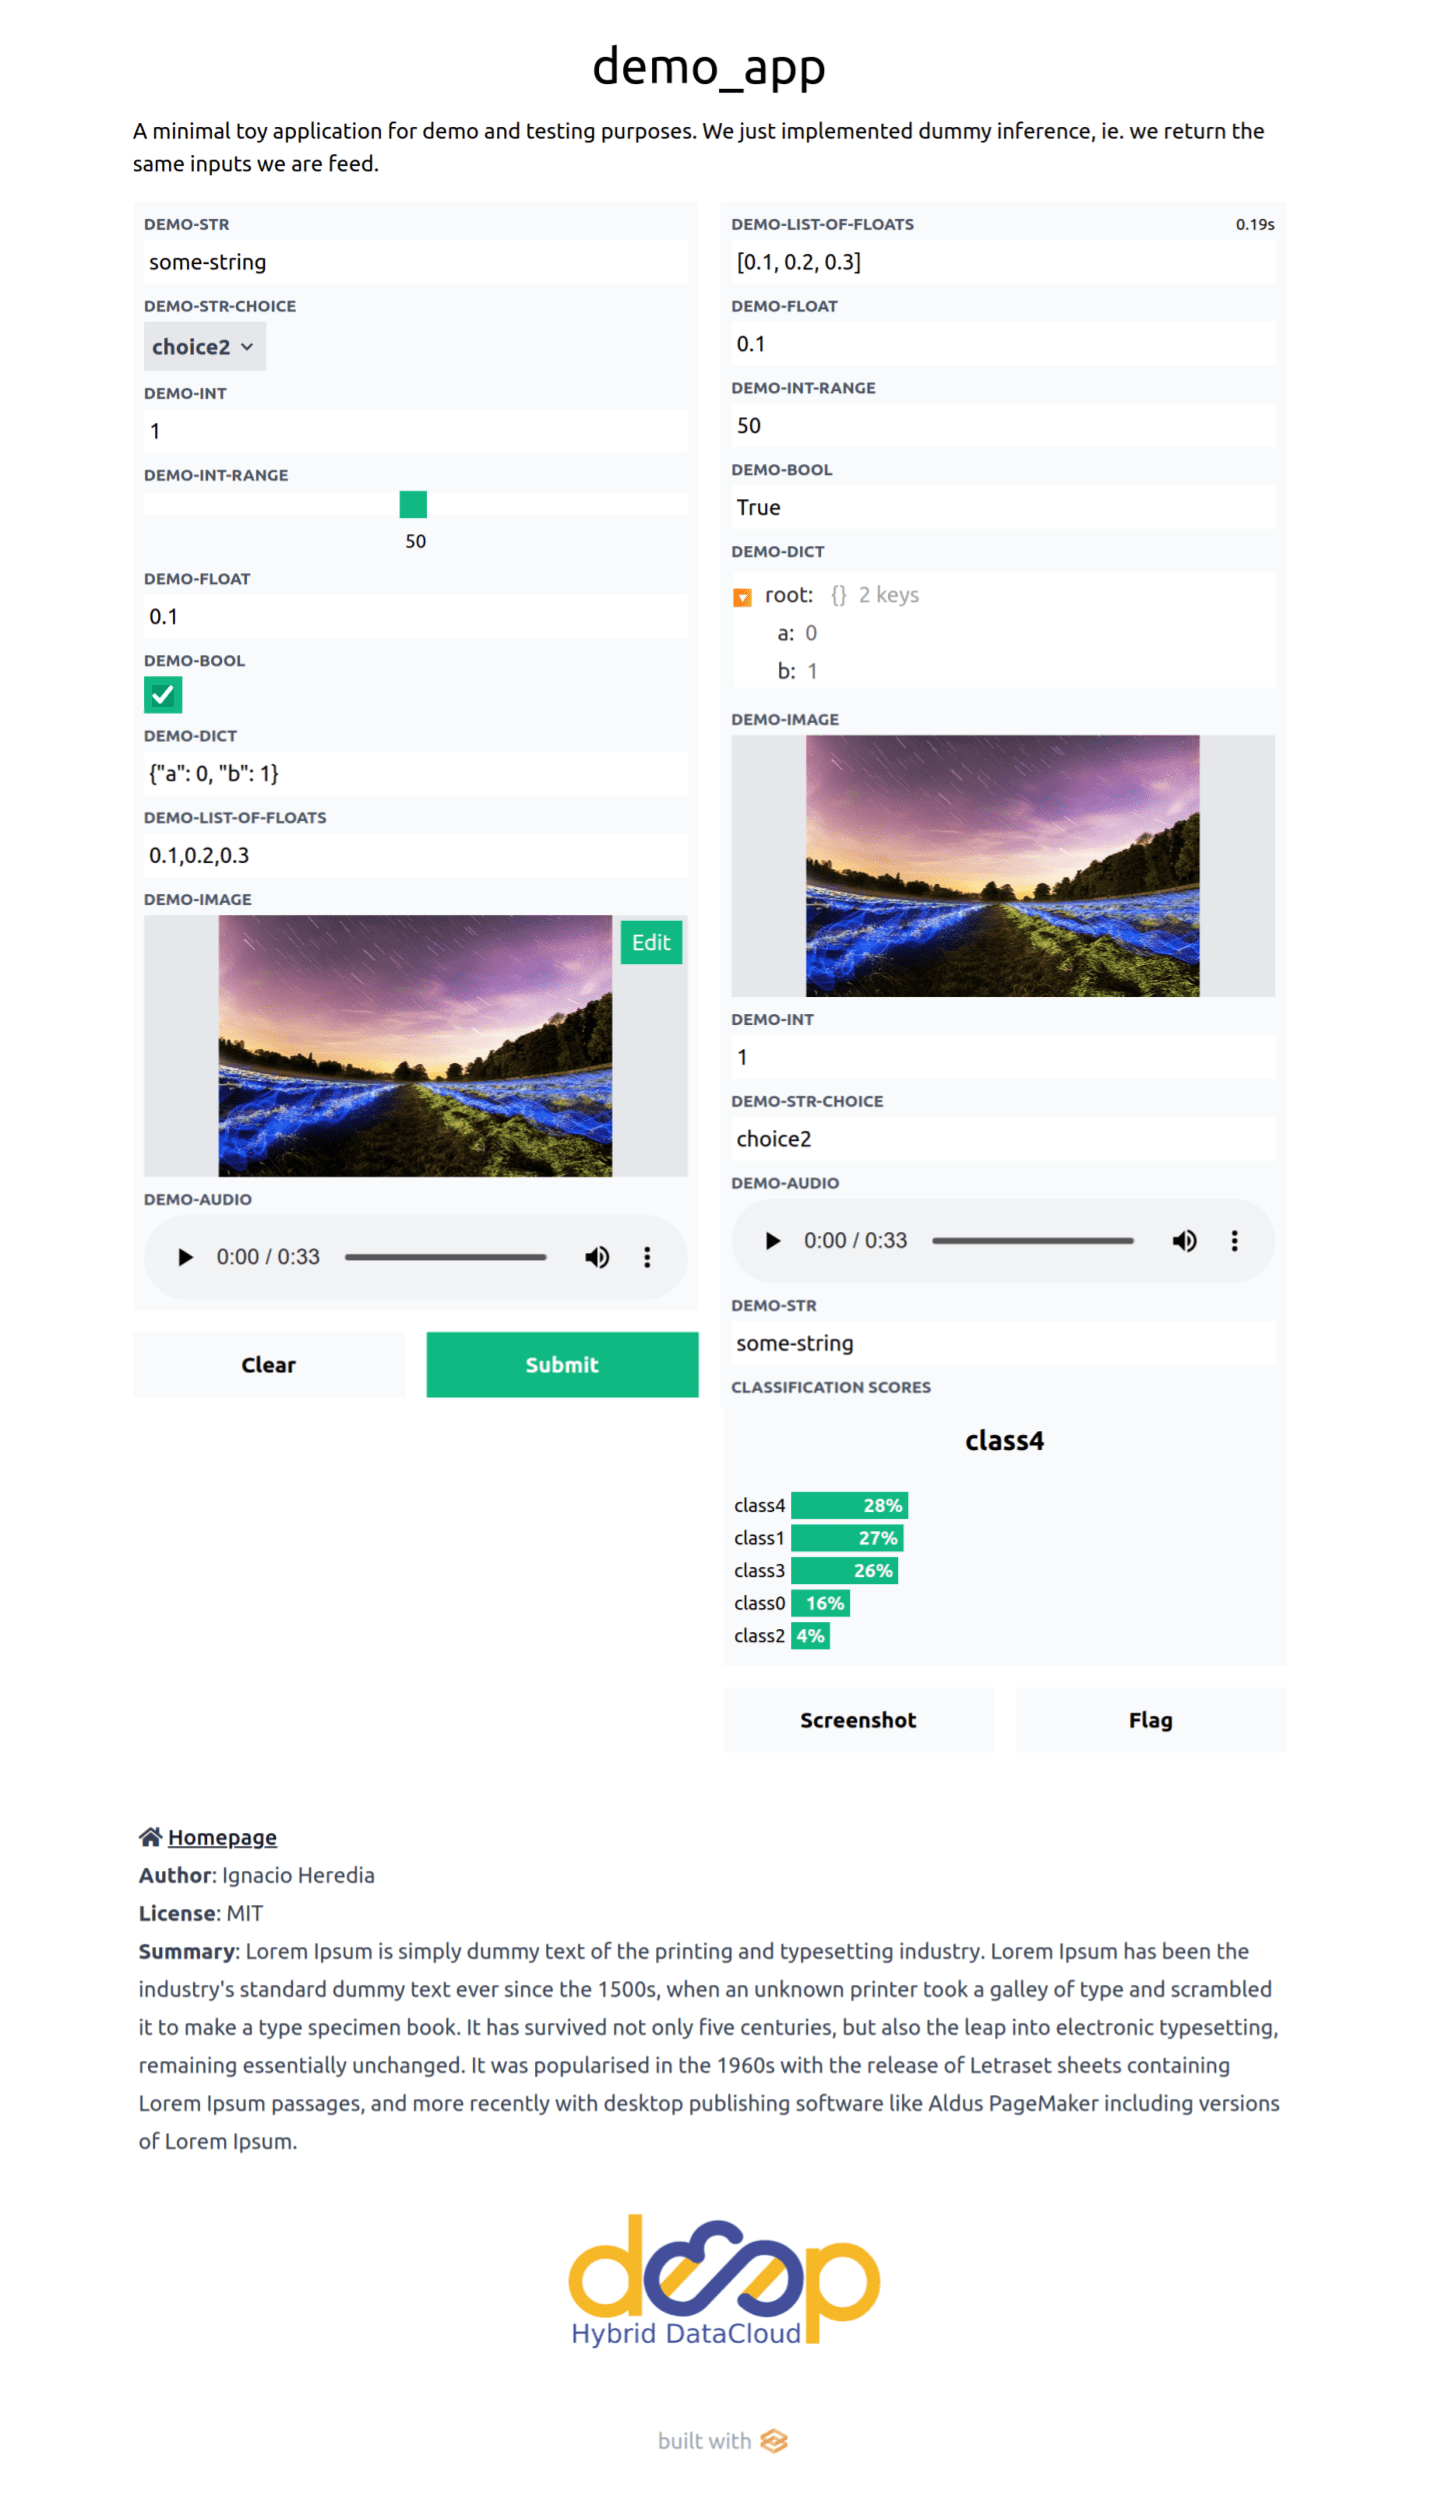 demo_app
A minimal toy application for demo and testing purposes. We just implemented dummy inference, ie. we return the
same inputs we are feed.
DEMO-STR
some-string
DEMO-STR-CHOICE
choice2
DEMO-INT
1
DEMO-INT-RANGE
50
DEMO-FLOAT
0.1
DEMO-BOOL
DEMO-DICT
{"a": 0, "b": 1}
DEMO-LIST-OF-FLOATS
0.1,0.2,0.3
DEMO-IMAGE
Edit
DEMO-AUDIO
0:00 / 0:33
Clear
Submit
DEMO-LIST-OF-FLOATS 0.19s
[0.1, 0.2, 0.3]
DEMO-FLOAT
0.1
DEMO-INT-RANGE
50
DEMO-BOOL
True
DEMO-DICT
root: {} 2 keys
a: 0
b: 1
DEMO-IMAGE
DEMO-INT
1
DEMO-STR-CHOICE
choice2
DEMO-AUDIO
0:00 / 0:33
DEMO-STR
some-string
CLASSIFICATION SCORES
class4
class4 28%
class1 27%
class3 26%
class0 16%
class2 4%
Screenshot
Flag
Homepage
Author: Ignacio Heredia
License: MIT
Summary: Lorem Ipsum is simply dummy text of the printing and typesetting industry. Lorem Ipsum has been the
industry's standard dummy text ever since the 1500s, when an unknown printer took a galley of type and scrambled
it to make a type specimen book. It has survived not only five centuries, but also the leap into electronic typesetting,
remaining essentially unchanged. It was popularised in the 1960s with the release of Letraset sheets containing
Lorem Ipsum passages, and more recently with desktop publishing software like Aldus PageMaker including versions
of Lorem Ipsum.
deep
Hybrid DataCloud
built with